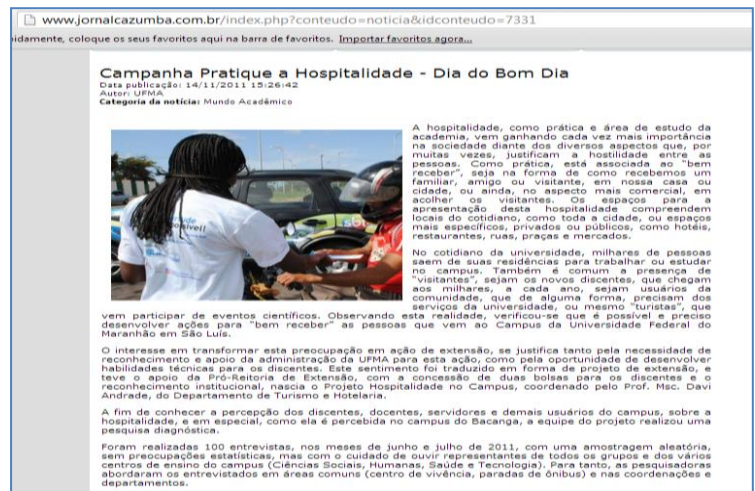 www.jornalcazumba.com.br/index.php?conteudo=noticia&idconteudo=7331
idamente, coloque os seus favoritos aqui na barra de favoritos. Importar favoritos agora...
Campanha Pratique a Hospitalidade - Dia do Bom Dia
Data publicação: 14/11/2011 15:26:42
Autor: UFMA
Categoria da notícia: Mundo Acadêmico
A hospitalidade, como prática e área de estudo da
academia, vem ganhando cada vez mais importância
na sociedade diante dos diversos aspectos que, por
muitas vezes, justificam a hostilidade entre as
pessoas. Como prática, está associada ao "bem
receber", seja na forma de como recebemos um
familiar, amigo ou visitante, em nossa casa ou
cidade, ou ainda, no aspecto mais comercial, em
acolher os visitantes. Os espaços para a
apresentação desta hospitalidade compreendem
locais do cotidiano, como toda a cidade, ou espaços
mais específicos, privados ou públicos, como hotéis,
restaurantes, ruas, praças e mercados.
No cotidiano da universidade, milhares de pessoas
saem de suas residências para trabalhar ou estudar
no campus. Também é comum a presença de
"visitantes", sejam os novos discentes, que chegam
aos milhares, a cada ano, sejam usuários da
comunidade, que de alguma forma, precisam dos
serviços da universidade, ou mesmo "turistas", que
vem participar de eventos científicos. Observando esta realidade, verificou-se que é possível e preciso
desenvolver ações para "bem receber" as pessoas que vem ao Campus da Universidade Federal do
Maranhão em São Luís.
O interesse em transformar esta preocupação em ação de extensão, se justifica tanto pela necessidade de
reconhecimento e apoio da administração da UFMA para esta ação, como pela oportunidade de desenvolver
habilidades técnicas para os discentes. Este sentimento foi traduzido em forma de projeto de extensão, e
teve o apoio da Pró-Reitoria de Extensão, com a concessão de duas bolsas para os discentes e o
reconhecimento institucional, nascia o Projeto Hospitalidade no Campus, coordenado pelo Prof. Msc. Davi
Andrade, do Departamento de Turismo e Hotelaria.
A fim de conhecer a percepção dos discentes, docentes, servidores e demais usuários do campus, sobre a
hospitalidade, e em especial, como ela é percebida no campus do Bacanga, a equipe do projeto realizou uma
pesquisa diagnóstica.
Foram realizadas 100 entrevistas, nos meses de junho e julho de 2011, com uma amostragem aleatória,
sem preocupações estatísticas, mas com o cuidado de ouvir representantes de todos os grupos e dos vários
centros de ensino do campus (Ciências Sociais, Humanas, Saúde e Tecnologia). Para tanto, as pesquisadoras
abordaram os entrevistados em áreas comuns (centro de vivência, paradas de ônibus) e nas coordenações e
departamentos.